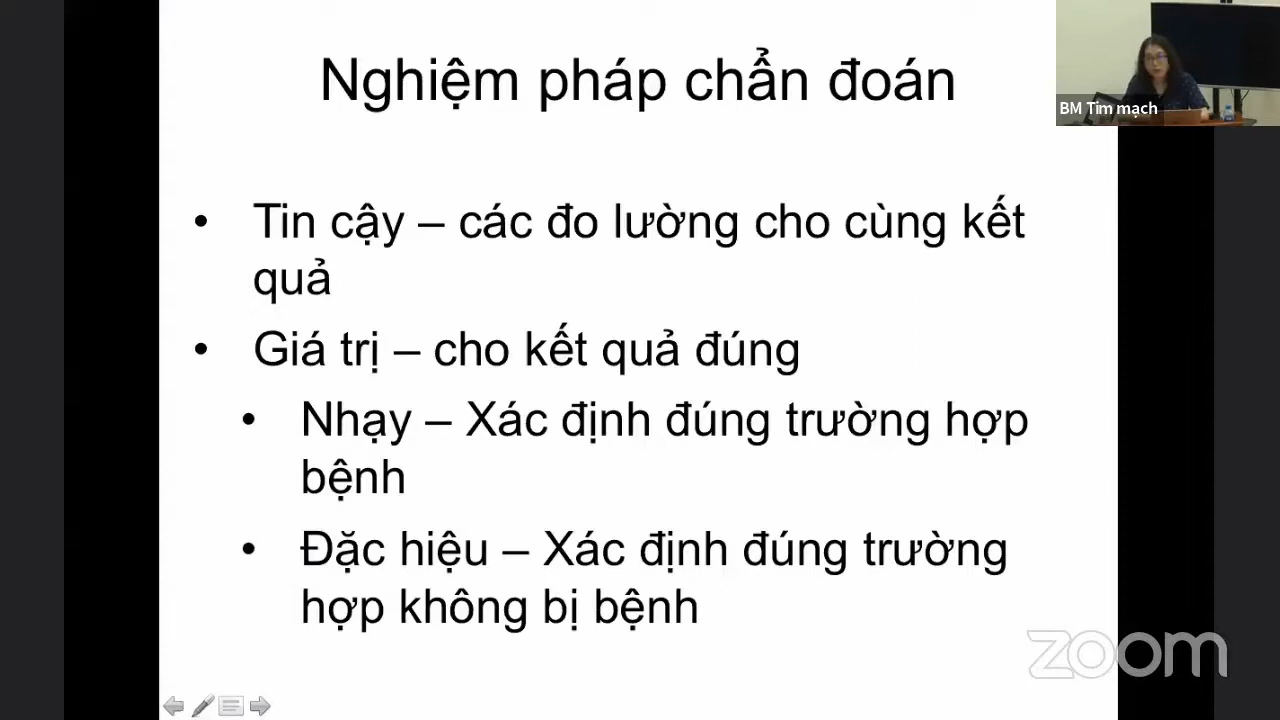 Nghiệm pháp chẩn đoán
BM Tim mạch
• Tin cậy – các đo lường cho cùng kết
quả
• Giá trị – cho kết quả đúng
• Nhạy – Xác định đúng trường hợp
bệnh
• Đặc hiệu – Xác định đúng trường
hợp không bị bệnh
zoom